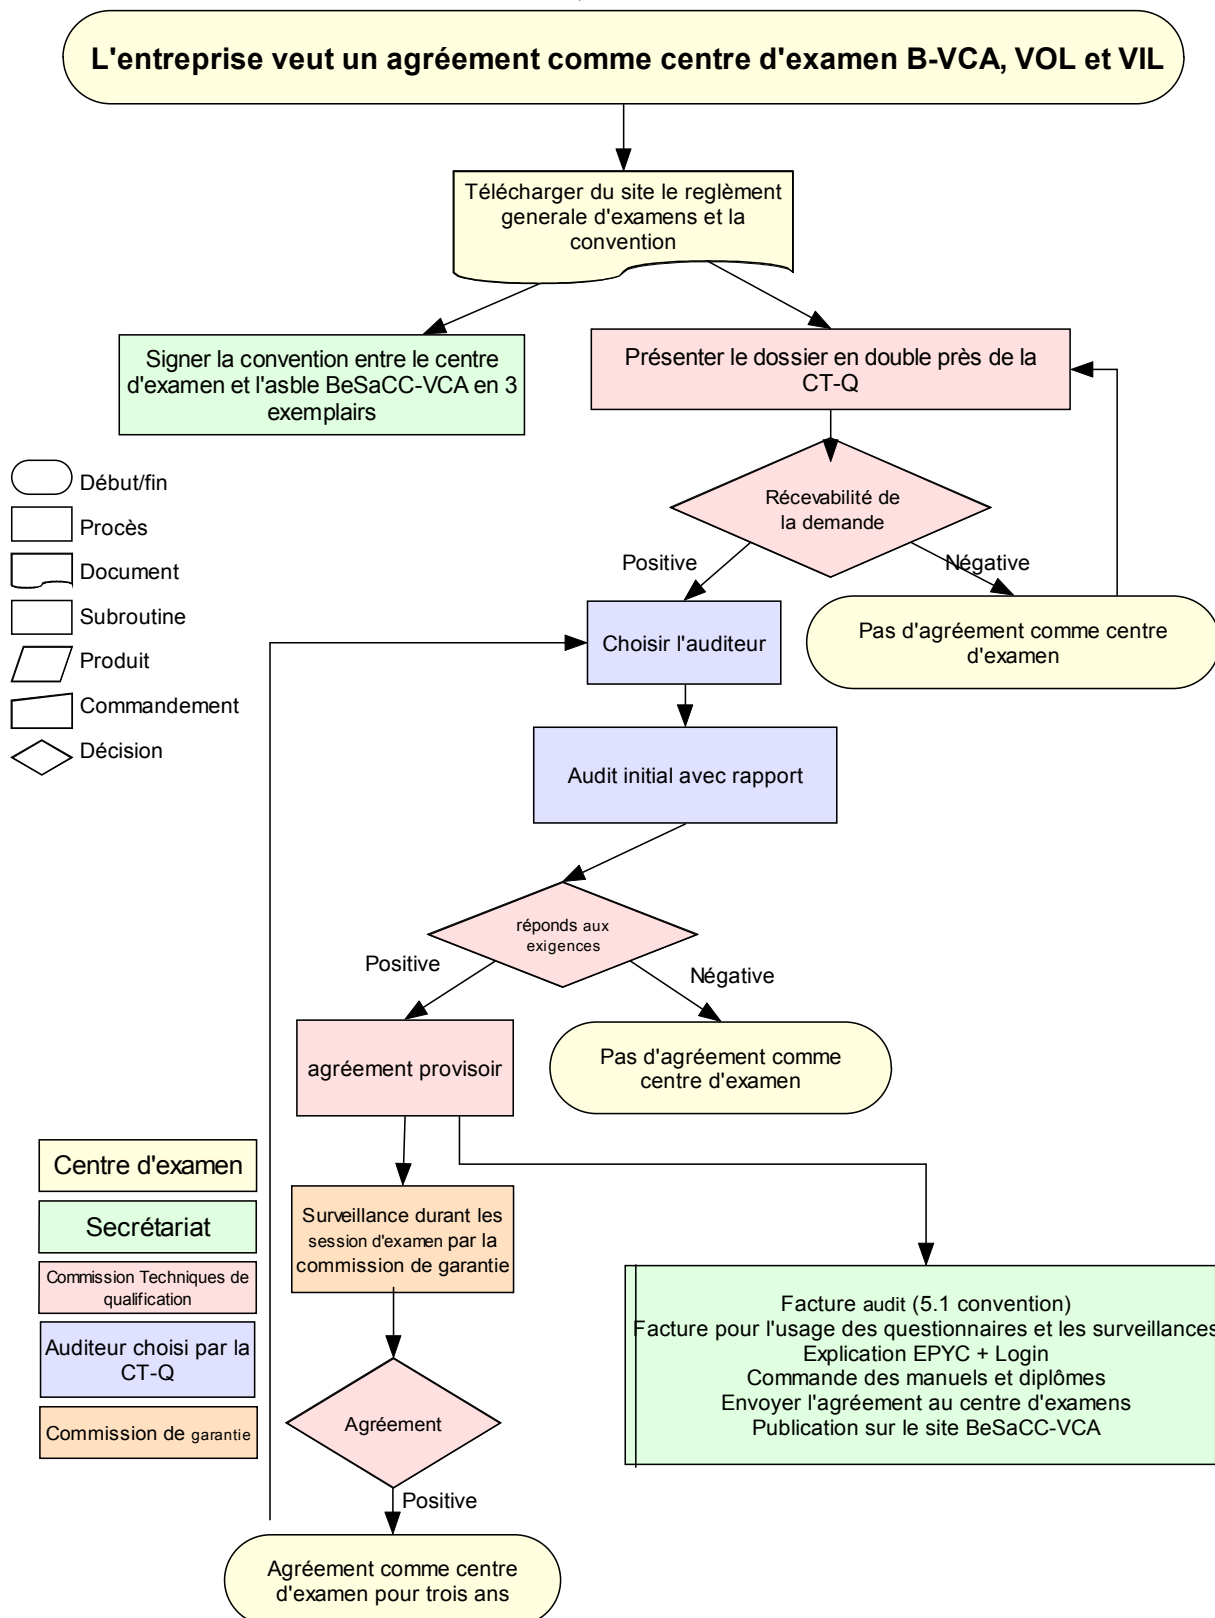 L'entreprise veut un agréement comme centre d'examen B-VCA, VOL et VIL
Télécharger du site le reglèment
generale d'examens et la
convention
Signer la convention entre le centre
d'examen et l'asble BeSaCC-VCA en 3
exemplairs
Présenter le dossier en double près de la
CT-Q
Début/fin
Procès
Document
Subroutine
Produit
Commandement
Décision
Récevabilité de
la demande
Positive
Négative
Choisir l'auditeur
Pas d'agréement comme centre
d'examen
Audit initial avec rapport
réponds aux
exigences
Positive
Négative
agréement provisoir
Pas d'agréement comme
centre d'examen
Centre d'examen
Secrétariat
Commission Techniques de
qualification
Auditeur choisi par la
CT-Q
Commission de garantie
Surveillance durant les
session d'examen par la
commission de garantie
Facture audit (5.1 convention)
Facture pour l'usage des questionnaires et les surveillances
Explication EPYC + Login
Commande des manuels et diplômes
Envoyer l'agréement au centre d'examens
Publication sur le site BeSaCC-VCA
Agréement
Positive
Agréement comme centre
d'examen pour trois ans